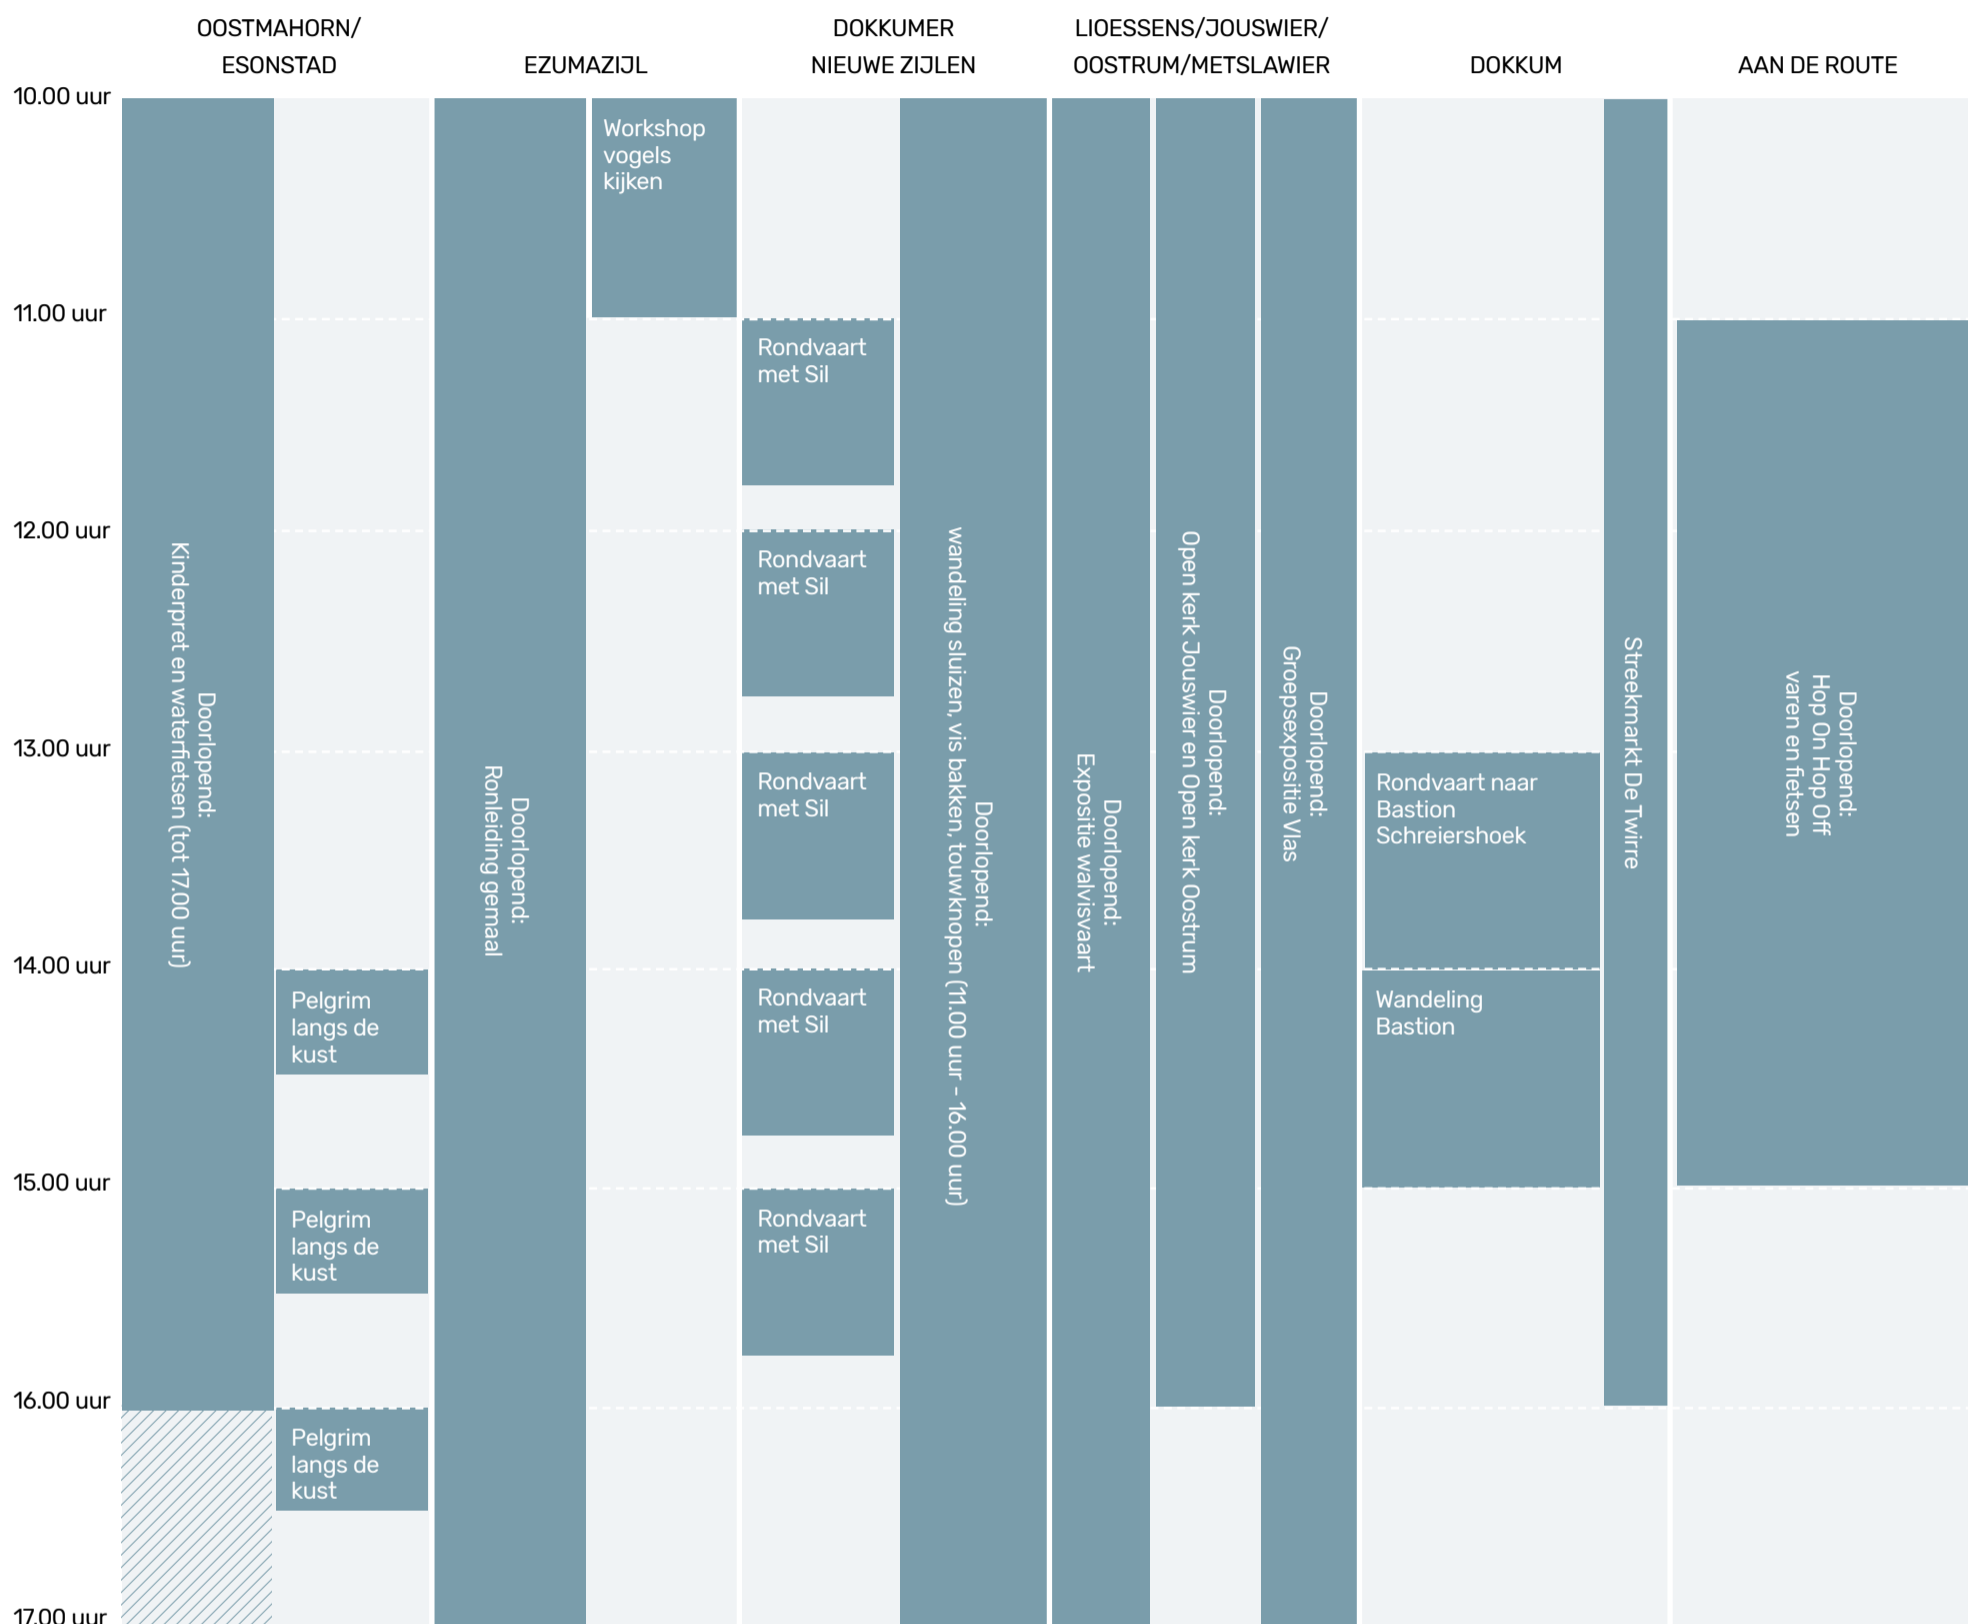 OOSTMAHORN/
ESONSTAD
EZUMAZIJL
DOKKUMER
NIEUWE ZIJLEN
LIOESSENS/JOUSWIER/
OOSTRUM/METSLAWIER
DOKKUM
AAN DE ROUTE
10.00 uur
11.00 uur
12.00 uur
13.00 uur
14.00 uur
15.00 uur
16.00 uur
17.00 uur
Doorlopend:
Kinderpret en waterfietsen (tot 17.00 uur)
Pelgrim
langs de
kust
Pelgrim
langs de
kust
Pelgrim
langs de
kust
Doorlopend:
Ronleiding gemaal
Workshop
vogels
kijken
Rondvaart
met Sil
Rondvaart
met Sil
Rondvaart
met Sil
Rondvaart
met Sil
Rondvaart
met Sil
Doorlopend:
wandeling sluizen, vis bakken, touwknopen (11.00 uur - 16.00 uur)
Doorlopend:
Expositie walvisvaart
Doorlopend:
Open kerk Jouswier en Open kerk Oostrum
Doorlopend:
Groepsexpositie Vlas
Rondvaart naar
Bastion
Schreiershoek
Wandeling
Bastion
Streekmarkt De Twirre
Doorlopend:
Hop On Hop Off
varen en fietsen